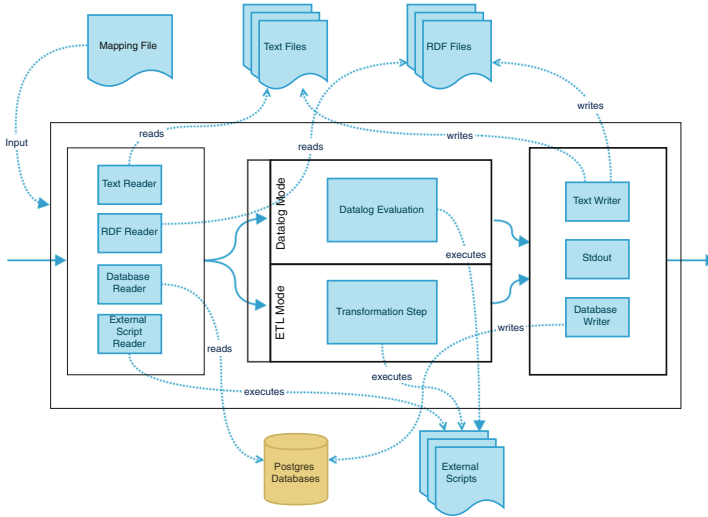 Mapping File
Text Files
RDF Files
Input
reads
writes
writes
reads
Text Reader
RDF Reader
Database
Reader
External
Script
Reader
Datalog Mode
Datalog Evaluation
executes
ETL Mode
Transformation Step
Text Writer
Stdout
Database
Writer
writes
reads
executes
executes
Postgres
Databases
External
Scripts